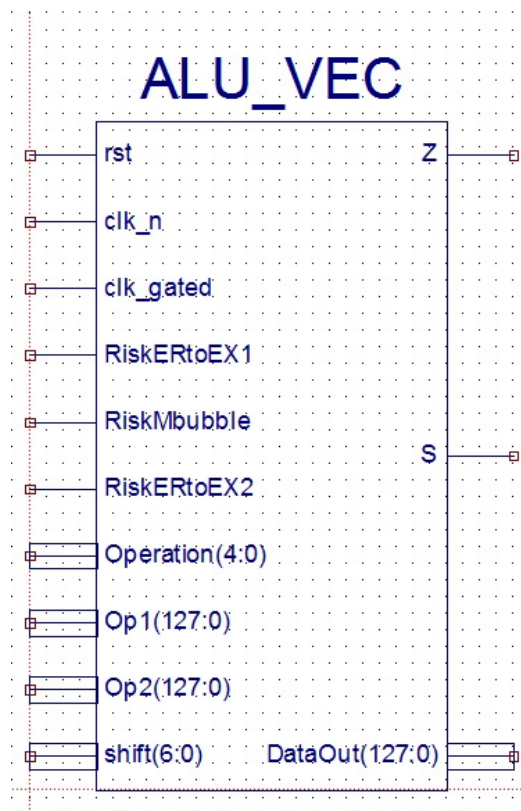 ALU_VEC
rst Z
clk_n
clk_gated
RiskERtoEX1
RiskMbubble
S
RiskERtoEX2
Operation(4:0)
Op1(127:0)
Op2(127:0)
shift(6:0) DataOut(127:0)